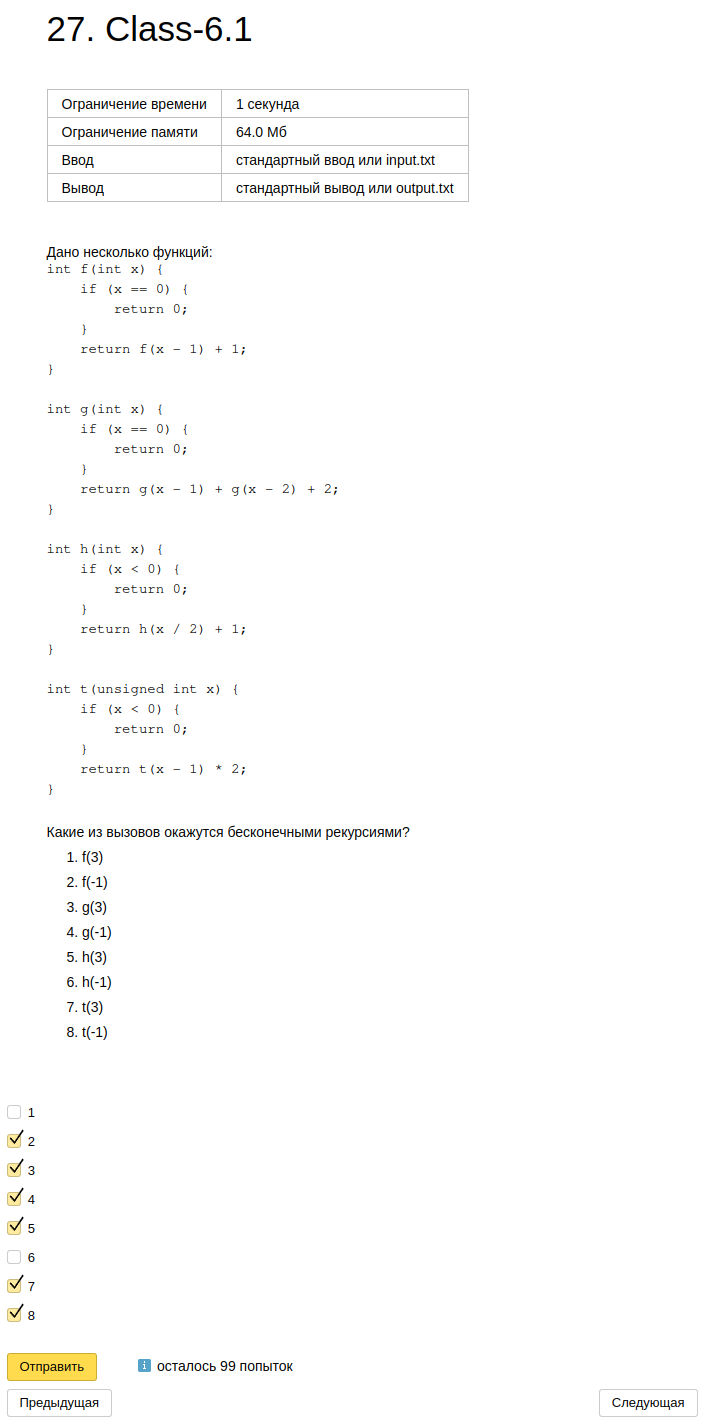 27. Class-6.1
Ограничение времени 1 секунда
Ограничение памяти 64.0 Мб
Ввод стандартный ввод или input.txt
Вывод стандартный вывод или output.txt
Дано несколько функций:
int f(int x) {
    if (x == 0) {
        return 0;
    }
    return f(x - 1) + 1;
}
int g(int x) {
    if (x == 0) {
        return 0;
    }
    return g(x - 1) + g(x - 2) + 2;
}
int h(int x) {
    if (x < 0) {
        return 0;
    }
    return h(x / 2) + 1;
}
int t(unsigned int x) {
    if (x < 0) {
        return 0;
    }
    return t(x - 1) * 2;
}
Какие из вызовов окажутся бесконечными рекурсиями?
1. f(3)
2. f(-1)
3. g(3)
4. g(-1)
5. h(3)
6. h(-1)
7. t(3)
8. t(-1)
1
2
3
4
5
6
7
8
Отправить i осталось 99 попыток
Предыдущая Следующая